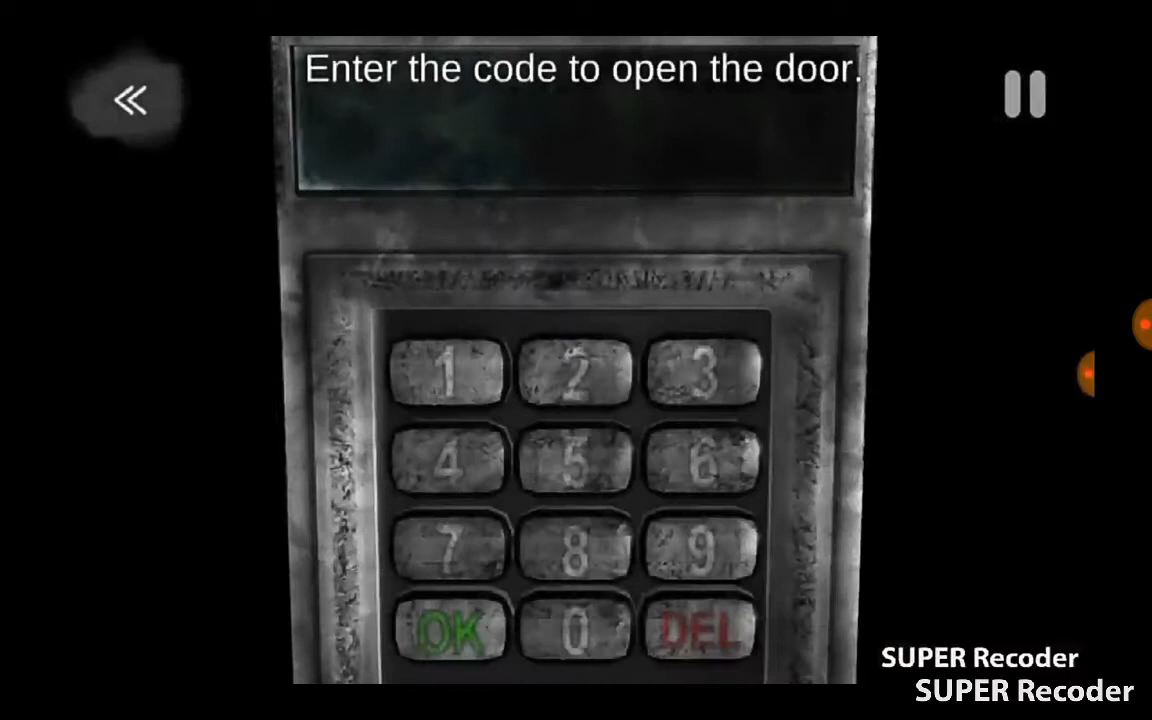 Enter the code to open the door.
1 2 3
4 5 6
7 8 9
OK 0 DEL
SUPER Recoder
SUPER Recoder